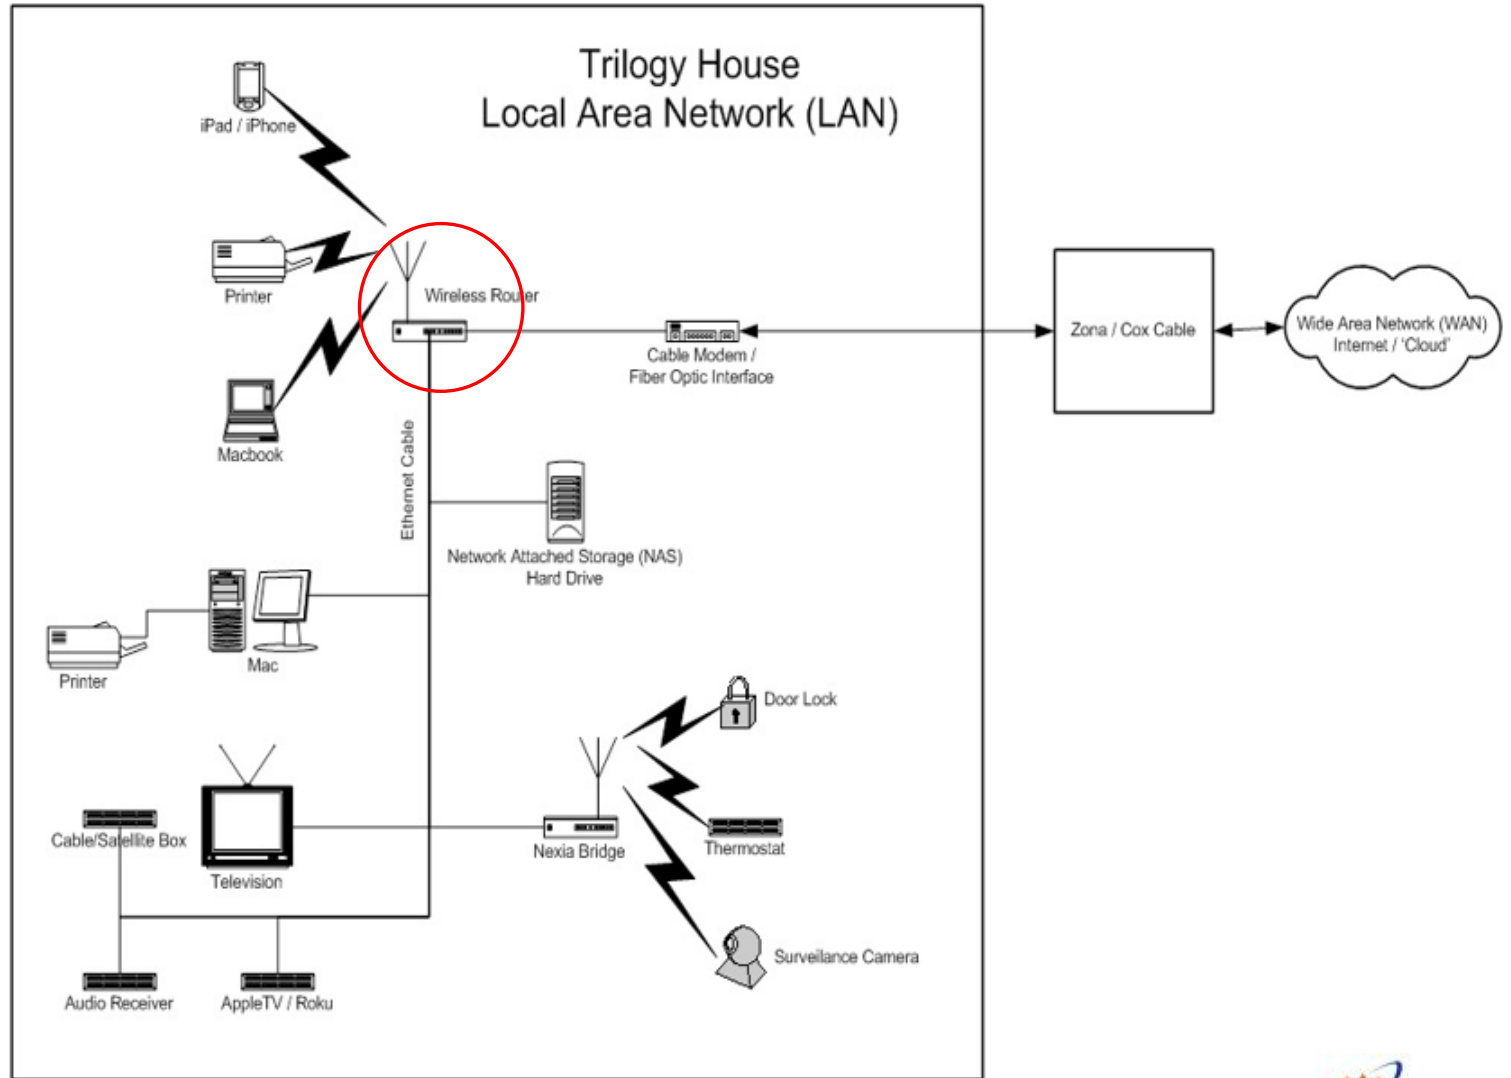 Trilogy House
Local Area Network (LAN)
iPad / iPhone
Printer
Wireless Router
Macbook
Cable Modem /
Fiber Optic Interface
Zona / Cox Cable
Wide Area Network (WAN)
Internet / 'Cloud'
Ethernet Cable
Network Attached Storage (NAS)
Hard Drive
Mac
Printer
Door Lock
Cable/Satellite Box
Television
Nexia Bridge
Thermostat
Surveilance Camera
Audio Receiver
AppleTV / Roku